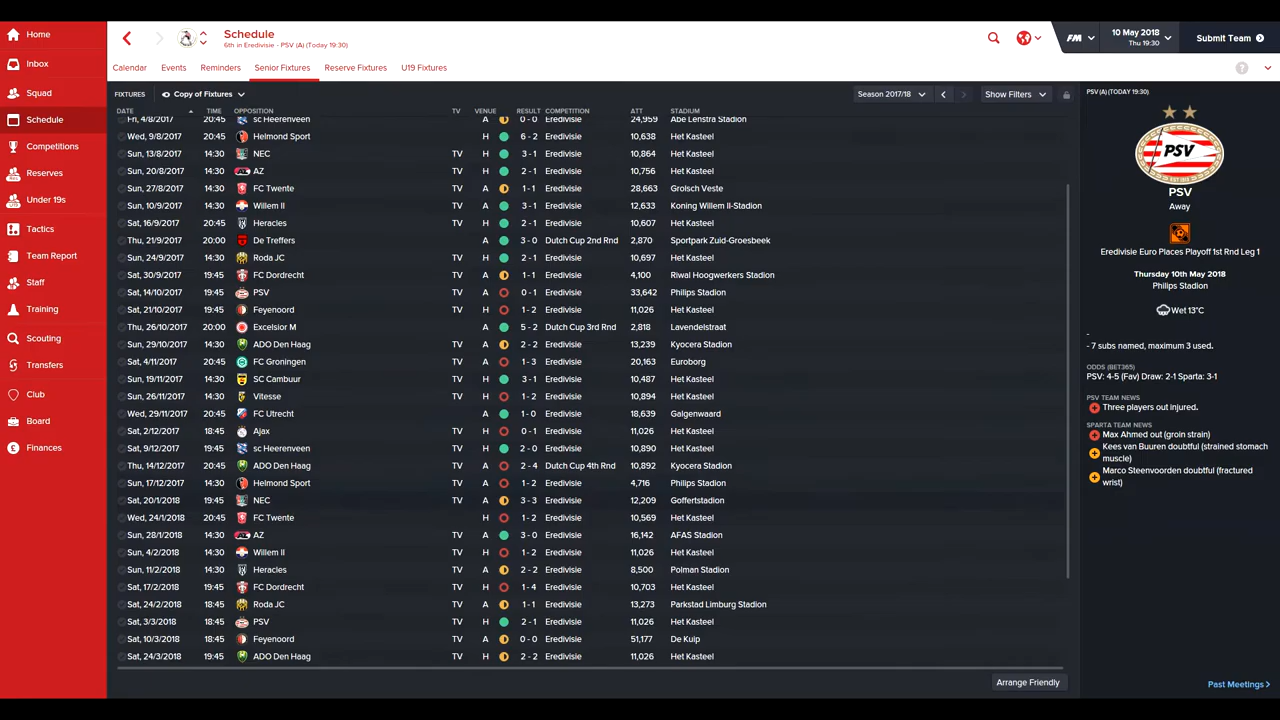 Home
Inbox
Squad
Schedule
Competitions
Reserves
Under 19s
Tactics
Team Report
Staff
Training
Scouting
Transfers
Club
Board
Finances
Schedule
6th in Eredivisie - PSV (A) (Today 19:30)
FM
10 May 2018
Thu 19:30
Submit Team
Calendar Events Reminders Senior Fixtures Reserve Fixtures U19 Fixtures
FIXTURES Copy of Fixtures Season 2017/18 Show Filters
DATE TIME OPPOSITION TV VENUE RESULT COMPETITION ATT STADIUM
Fri, 4/8/2017 20:45 sc Heerenveen A 0 - 0 Eredivisie 24,959 Abe Lenstra Stadion
Wed, 9/8/2017 20:45 Helmond Sport H 6 - 2 Eredivisie 10,638 Het Kasteel
Sun, 13/8/2017 14:30 NEC TV H 3 - 1 Eredivisie 10,864 Het Kasteel
Sun, 20/8/2017 14:30 AZ TV H 2 - 1 Eredivisie 10,756 Het Kasteel
Sun, 27/8/2017 14:30 FC Twente TV A 1 - 1 Eredivisie 28,663 Grolsch Veste
Sun, 10/9/2017 14:30 Willem II TV A 3 - 1 Eredivisie 12,633 Koning Willem II-Stadion
Sat, 16/9/2017 20:45 Heracles TV H 2 - 1 Eredivisie 10,607 Het Kasteel
Thu, 21/9/2017 20:00 De Treffers A 3 - 0 Dutch Cup 2nd Rnd 2,870 Sportpark Zuid-Groesbeek
Sun, 24/9/2017 14:30 Roda JC TV H 2 - 1 Eredivisie 10,697 Het Kasteel
Sat, 30/9/2017 19:45 FC Dordrecht TV A 1 - 1 Eredivisie 4,100 Riwal Hoogwerkers Stadion
Sat, 14/10/2017 19:45 PSV TV A 0 - 1 Eredivisie 33,642 Philips Stadion
Sat, 21/10/2017 19:45 Feyenoord TV H 1 - 2 Eredivisie 11,026 Het Kasteel
Thu, 26/10/2017 20:00 Excelsior M A 5 - 2 Dutch Cup 3rd Rnd 2,818 Lavendelstraat
Sun, 29/10/2017 14:30 ADO Den Haag TV A 2 - 2 Eredivisie 13,239 Kyocera Stadion
Sat, 4/11/2017 20:45 FC Groningen TV A 1 - 3 Eredivisie 20,163 Euroborg
Sun, 19/11/2017 14:30 SC Cambuur TV H 3 - 1 Eredivisie 10,487 Het Kasteel
Sun, 26/11/2017 14:30 Vitesse TV H 1 - 2 Eredivisie 10,894 Het Kasteel
Wed, 29/11/2017 20:45 FC Utrecht A 1 - 0 Eredivisie 18,639 Galgenwaard
Sat, 2/12/2017 18:45 Ajax TV H 0 - 1 Eredivisie 11,026 Het Kasteel
Sat, 9/12/2017 19:45 sc Heerenveen TV H 2 - 0 Eredivisie 10,890 Het Kasteel
Thu, 14/12/2017 20:45 ADO Den Haag TV A 2 - 4 Dutch Cup 4th Rnd 10,892 Kyocera Stadion
Sun, 17/12/2017 14:30 Helmond Sport TV A 1 - 2 Eredivisie 4,716 Philips Stadion
Sat, 20/1/2018 19:45 NEC TV A 3 - 3 Eredivisie 12,209 Goffertstadion
Wed, 24/1/2018 20:45 FC Twente H 1 - 2 Eredivisie 10,569 Het Kasteel
Sun, 28/1/2018 14:30 AZ TV A 3 - 0 Eredivisie 16,142 AFAS Stadion
Sun, 4/2/2018 14:30 Willem II TV H 1 - 2 Eredivisie 11,026 Het Kasteel
Sun, 11/2/2018 14:30 Heracles TV A 2 - 2 Eredivisie 8,500 Polman Stadion
Sat, 17/2/2018 19:45 FC Dordrecht TV H 1 - 4 Eredivisie 10,703 Het Kasteel
Sat, 24/2/2018 18:45 Roda JC TV A 1 - 1 Eredivisie 13,273 Parkstad Limburg Stadion
Sat, 3/3/2018 18:45 PSV TV H 2 - 1 Eredivisie 11,026 Het Kasteel
Sat, 10/3/2018 18:45 Feyenoord TV A 0 - 0 Eredivisie 51,177 De Kuip
Sat, 24/3/2018 19:45 ADO Den Haag TV H 2 - 2 Eredivisie 11,026 Het Kasteel
Arrange Friendly
PSV (A) (TODAY 19:30)
PSV
PSV
Away
Eredivisie Euro Places Playoff 1st Rnd Leg 1
Thursday 10th May 2018
Philips Stadion
Wet 13°C
-
- 7 subs named, maximum 3 used.
ODDS (BET365)
PSV: 4-5 (Fav) Draw: 2-1 Sparta: 3-1
PSV TEAM NEWS
Three players out injured.
SPARTA TEAM NEWS
Max Ahmed out (groin strain)
Kees van Buuren doubtful (strained stomach
muscle)
Marco Steenvoorden doubtful (fractured
wrist)
Past Meetings >